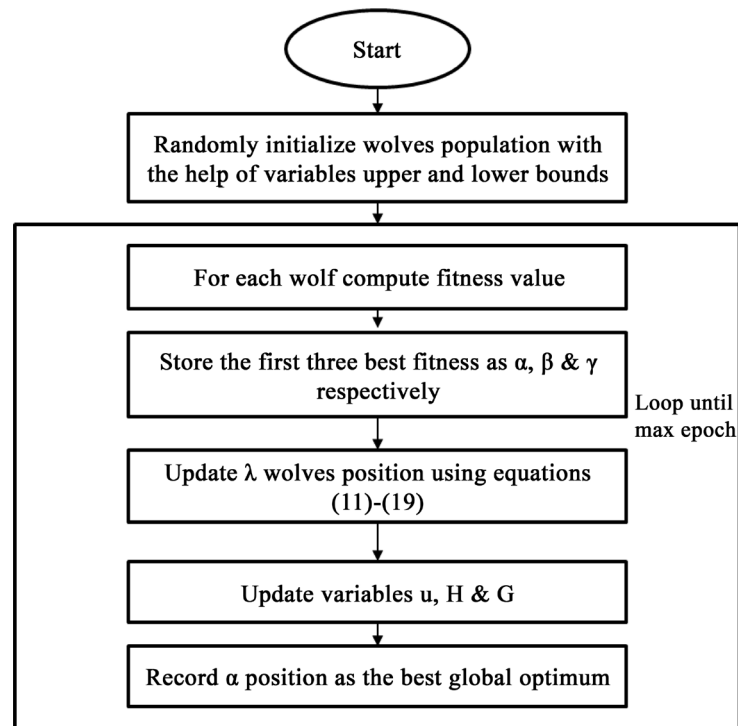 Start
Randomly initialize wolves population with
the help of variables upper and lower bounds
For each wolf compute fitness value
Store the first three best fitness as α, β & γ
respectively
Loop until
max epoch
Update λ wolves position using equations
(11)-(19)
Update variables u, H & G
Record α position as the best global optimum